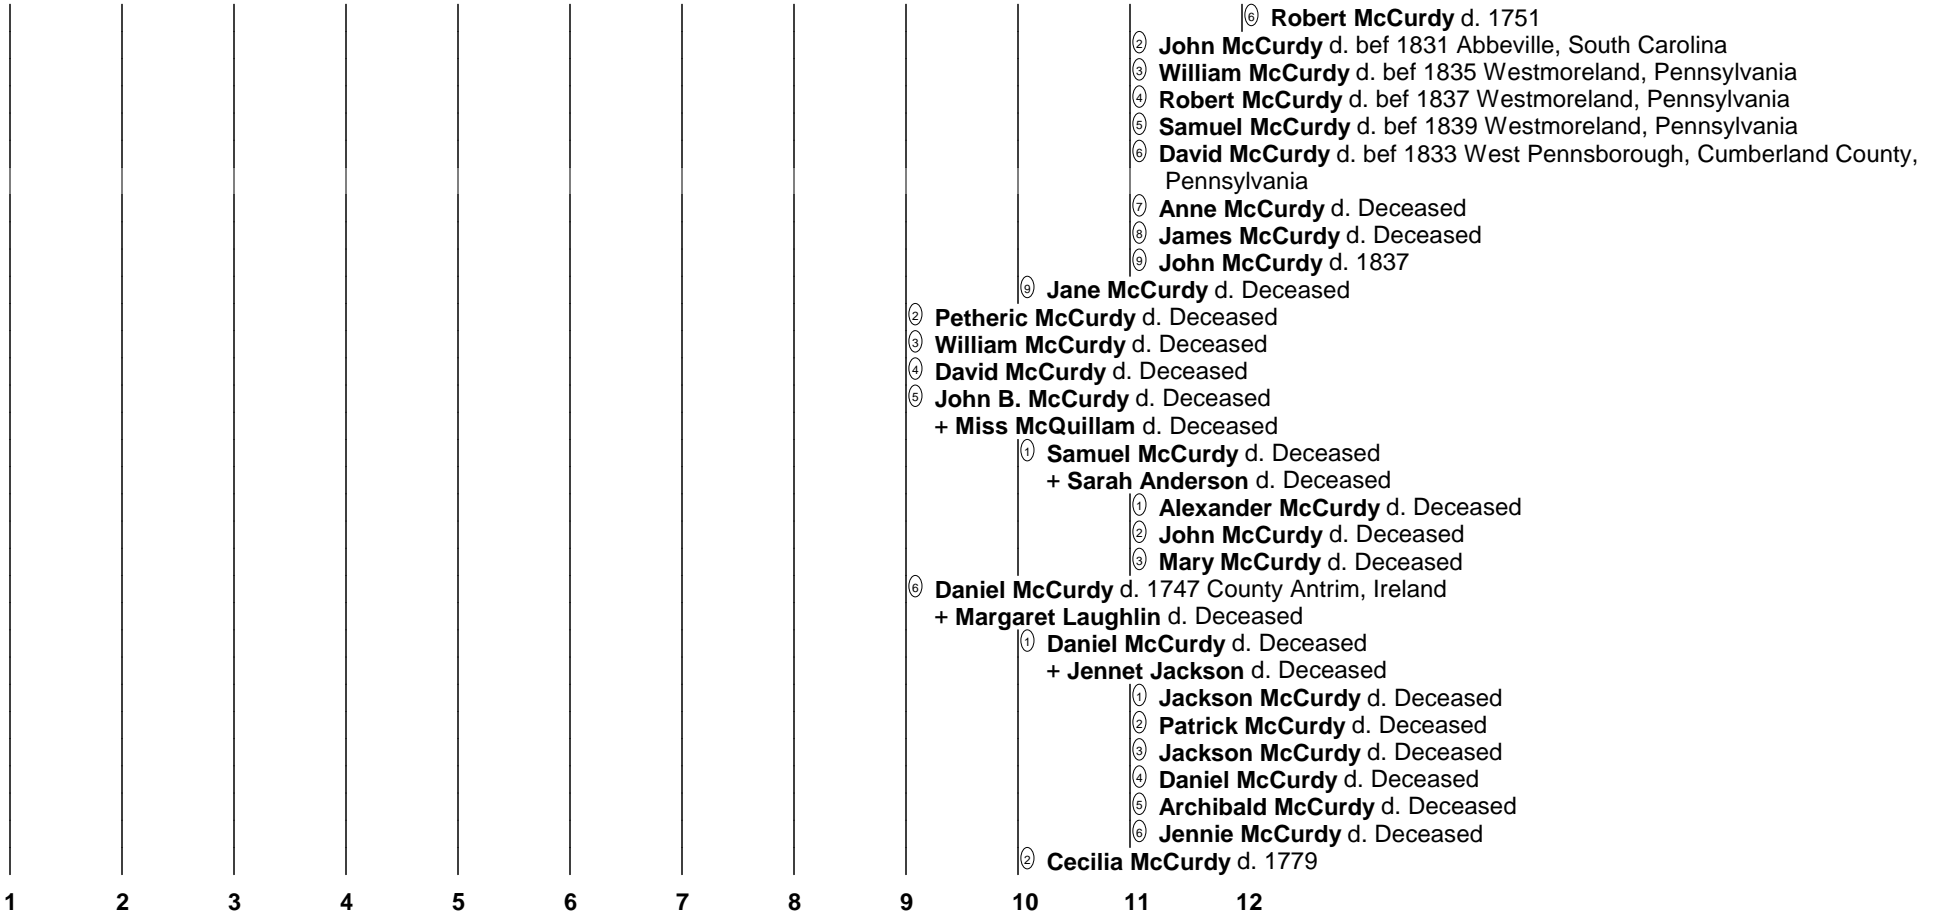 ⑥ Robert McCurdy d. 1751
② John McCurdy d. bef 1831 Abbeville, South Carolina
③ William McCurdy d. bef 1835 Westmoreland, Pennsylvania
④ Robert McCurdy d. bef 1837 Westmoreland, Pennsylvania
⑤ Samuel McCurdy d. bef 1839 Westmoreland, Pennsylvania
⑥ David McCurdy d. bef 1833 West Pennsborough, Cumberland County,
Pennsylvania
⑦ Anne McCurdy d. Deceased
⑧ James McCurdy d. Deceased
⑨ John McCurdy d. 1837
⑨ Jane McCurdy d. Deceased
② Petheric McCurdy d. Deceased
③ William McCurdy d. Deceased
④ David McCurdy d. Deceased
⑤ John B. McCurdy d. Deceased
+ Miss McQuillam d. Deceased
① Samuel McCurdy d. Deceased
+ Sarah Anderson d. Deceased
① Alexander McCurdy d. Deceased
② John McCurdy d. Deceased
③ Mary McCurdy d. Deceased
⑥ Daniel McCurdy d. 1747 County Antrim, Ireland
+ Margaret Laughlin d. Deceased
① Daniel McCurdy d. Deceased
+ Jennet Jackson d. Deceased
① Jackson McCurdy d. Deceased
② Patrick McCurdy d. Deceased
③ Jackson McCurdy d. Deceased
④ Daniel McCurdy d. Deceased
⑤ Archibald McCurdy d. Deceased
⑥ Jennie McCurdy d. Deceased
② Cecilia McCurdy d. 1779
1 2 3 4 5 6 7 8 9 10 11 12